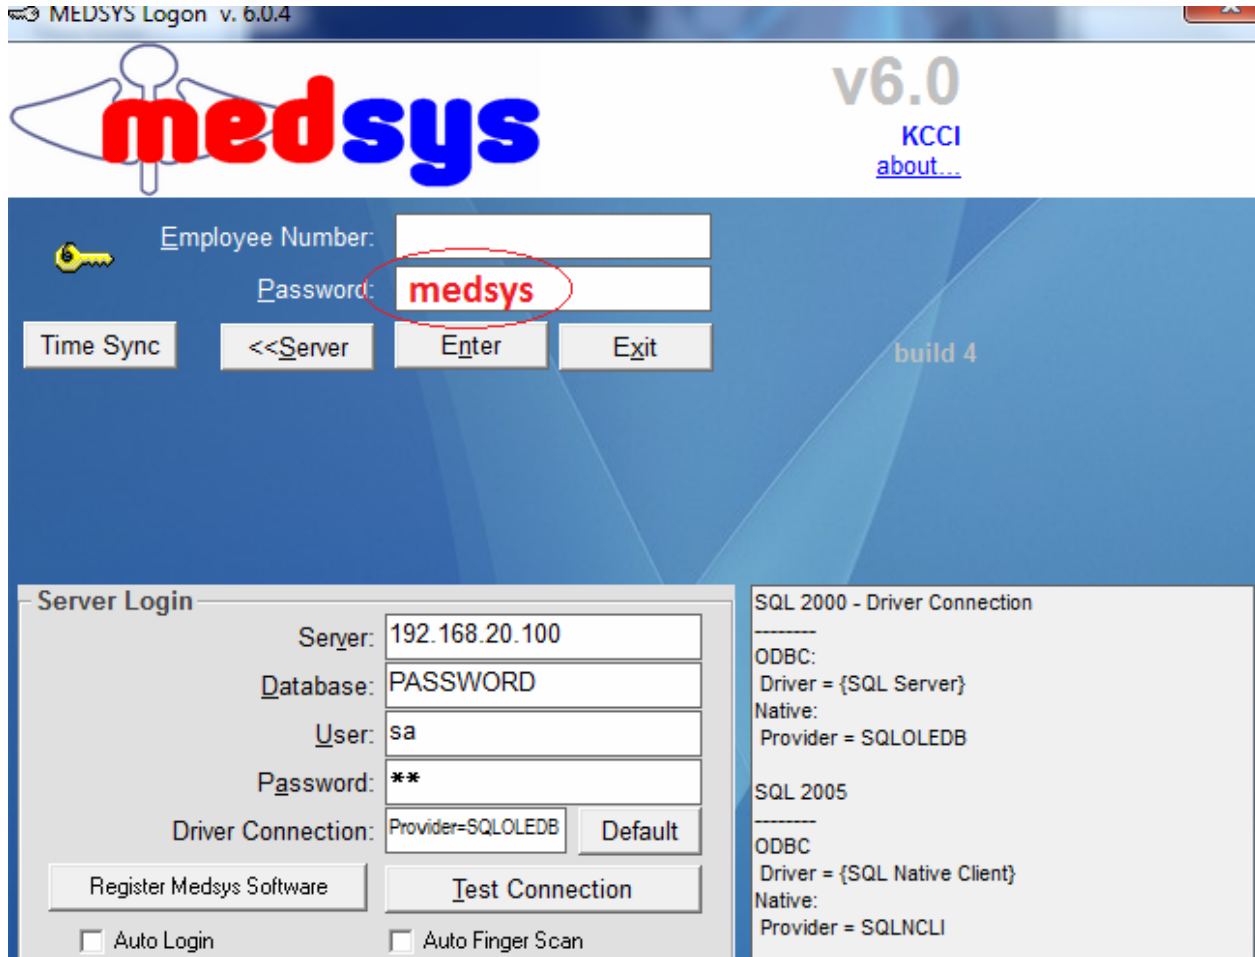 MEDSYS Logon v. 6.0.4
medsys
v6.0
KCCI
about...
Employee Number:
Password: medsys
Time Sync
<<Server
Enter
Exit
build 4
Server Login
Server: 192.168.20.100
Database: PASSWORD
User: sa
Password: **
Driver Connection: Provider=SQLOLEDB Default
Register Medsys Software
Test Connection
Auto Login
Auto Finger Scan
SQL 2000 - Driver Connection
--------
ODBC:
Driver = {SQL Server}
Native:
Provider = SQLOLEDB
SQL 2005
--------
ODBC
Driver = {SQL Native Client}
Native:
Provider = SQLNCLI